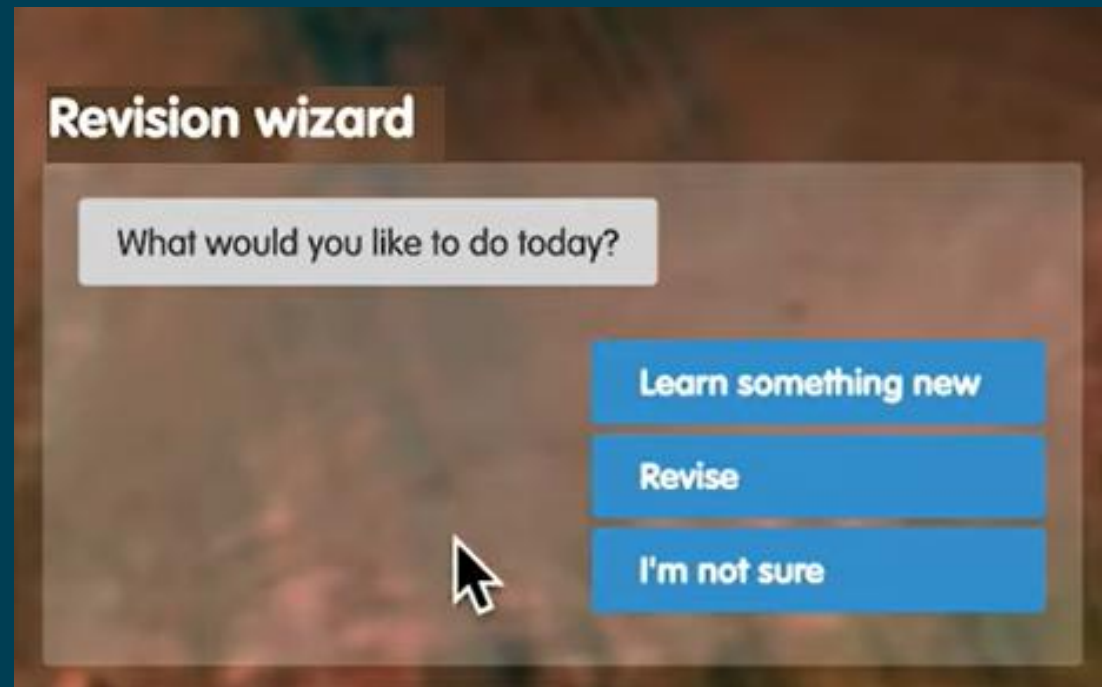 Revision wizard
What would you like to do today?
Learn something new
Revise
I'm not sure